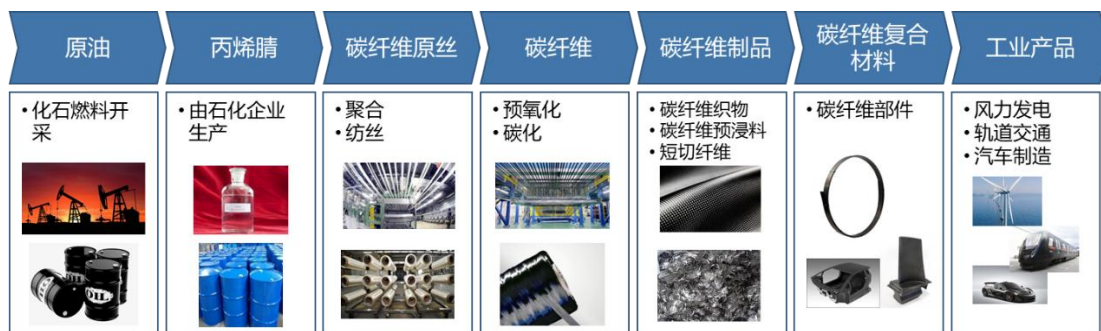 原油
丙烯腈
碳纤维原丝
碳纤维
碳纤维制品
碳纤维复合
材料
工业产品
•化石燃料开
采
•由石化企业
生产
•聚合
•纺丝
•预氧化
•碳化
•碳纤维织物
•碳纤维预浸料
•短切纤维
•碳纤维部件
•风力发电
•轨道交通
•汽车制造
OIL
OIL